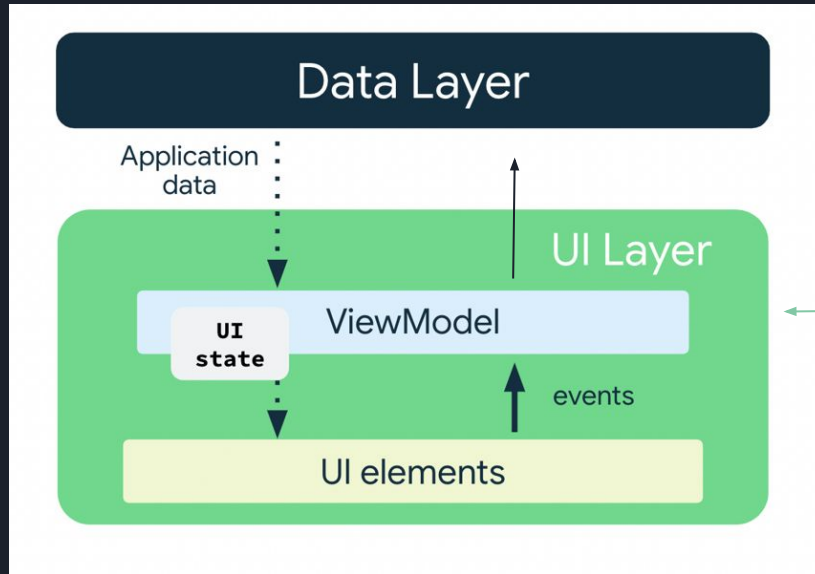 Data Layer
Application
data
UI Layer
ViewModel
UI
state
events
UI elements